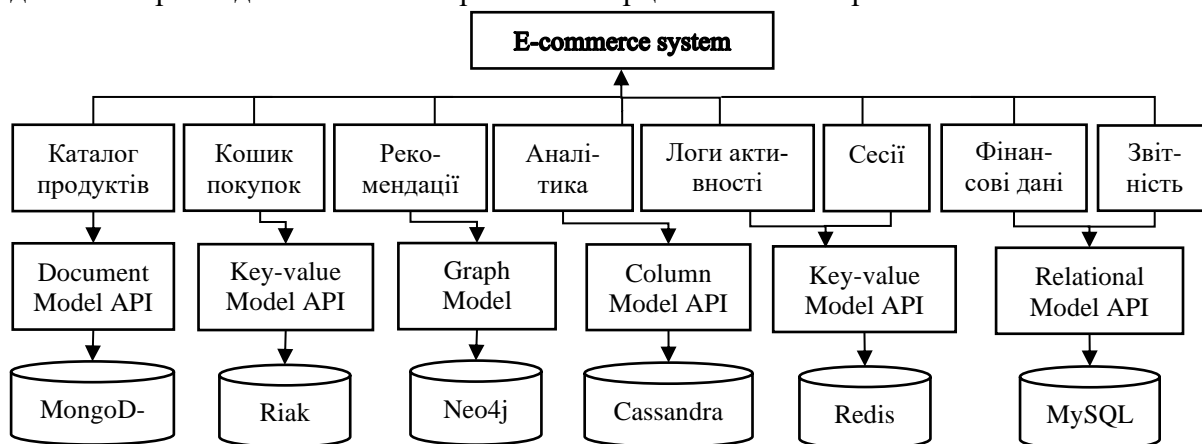 E-commerce system
Каталог
продуктів
Кошик
покупок
Реко-
мендації
Аналі-
тика
Логи акти-
вності
Сесії
Фінан-
сові дані
Звіт-
ність
Document
Model API
Key-value
Model API
Graph
Model
Column
Model API
Key-value
Model API
Relational
Model API
MongoD-
Riak
Neo4j
Cassandra
Redis
MySQL